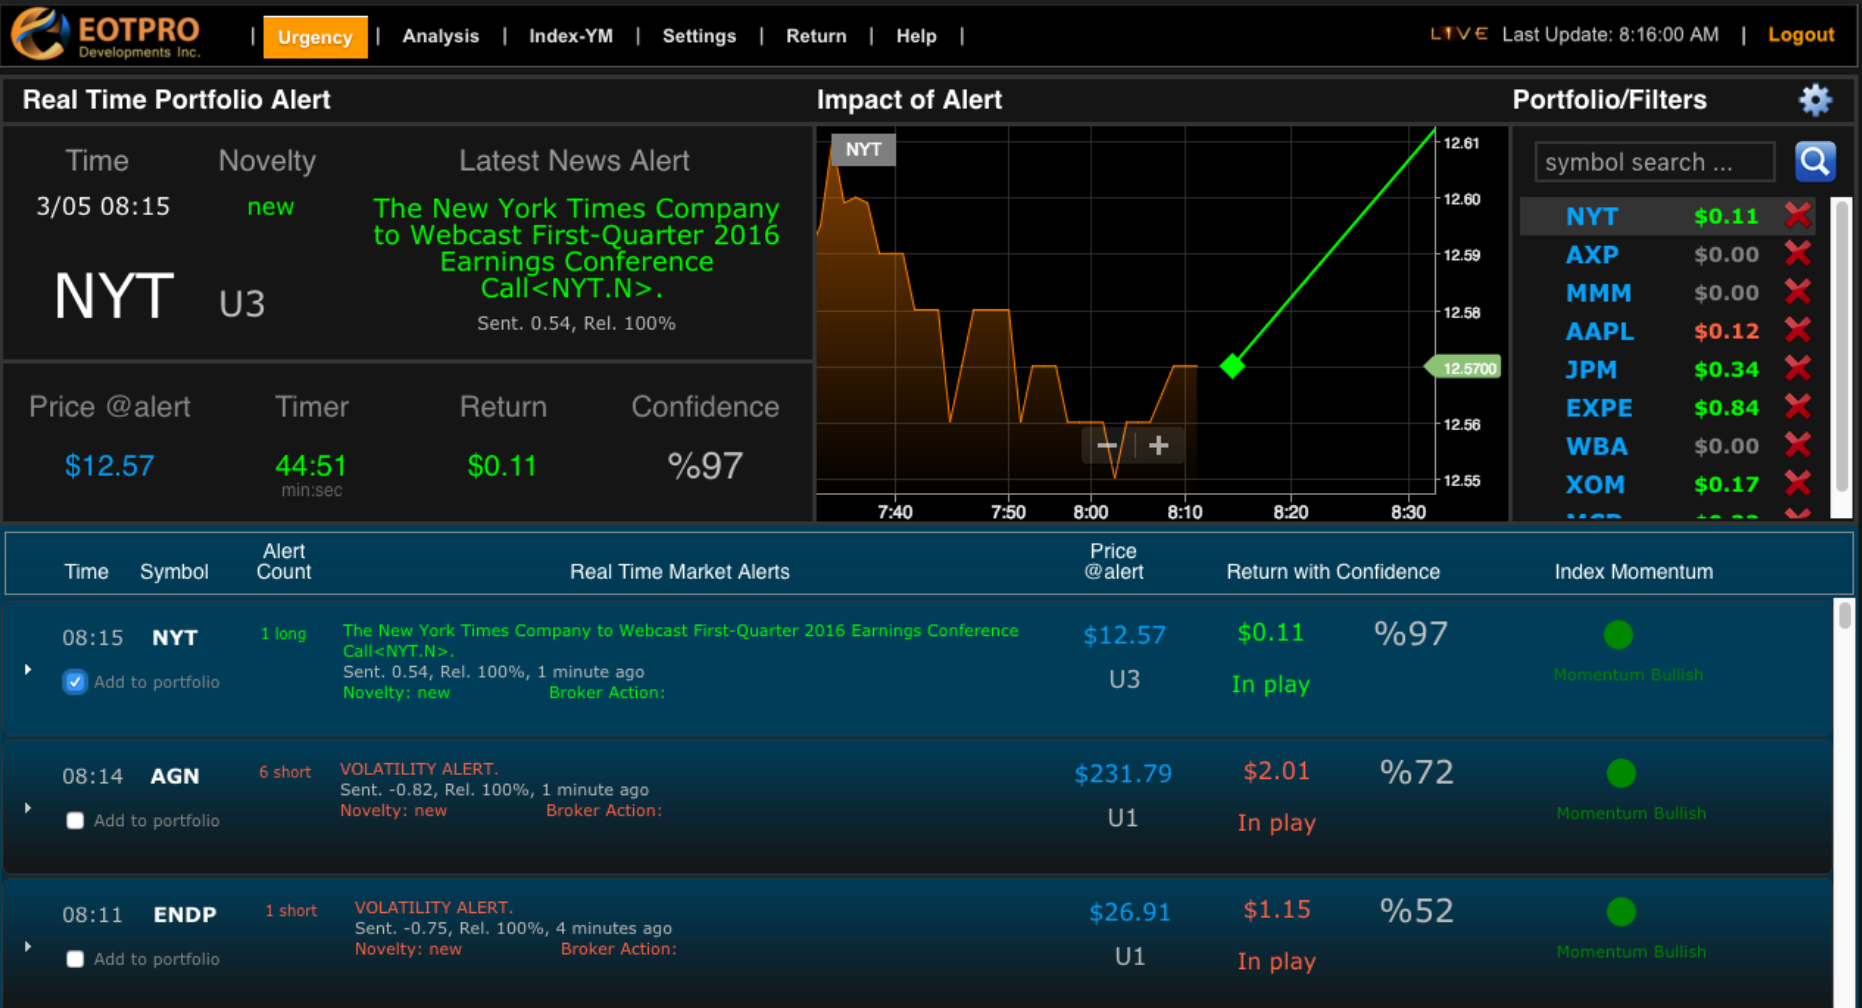 EOTPRO
Developments Inc.
| Urgency | Analysis | Index-YM | Settings | Return | Help |
LIVE Last Update: 8:16:00 AM | Logout
Real Time Portfolio Alert
Time Novelty Latest News Alert
3/05 08:15 new
The New York Times Company
to Webcast First-Quarter 2016
Earnings Conference
Call<NYT.N>.
NYT U3
Sent. 0.54, Rel. 100%
Price @alert Timer Return Confidence
$12.57 44:51 $0.11 %97
min:sec
Impact of Alert
NYT
12.61
12.60
12.59
12.58
12.5700
12.56
12.55
− +
7:40 7:50 8:00 8:10 8:20 8:30
Portfolio/Filters
symbol search ...
NYT $0.11
AXP $0.00
MMM $0.00
AAPL $0.12
JPM $0.34
EXPE $0.84
WBA $0.00
XOM $0.17
Time Symbol Alert Count Real Time Market Alerts Price @alert Return with Confidence Index Momentum
08:15 NYT 1 long
Add to portfolio
The New York Times Company to Webcast First-Quarter 2016 Earnings Conference
Call<NYT.N>.
Sent. 0.54, Rel. 100%, 1 minute ago
Novelty: new Broker Action:
$12.57 $0.11 %97
U3 In play Momentum Bullish
08:14 AGN 6 short
Add to portfolio
VOLATILITY ALERT.
Sent. -0.82, Rel. 100%, 1 minute ago
Novelty: new Broker Action:
$231.79 $2.01 %72
U1 In play Momentum Bullish
08:11 ENDP 1 short
Add to portfolio
VOLATILITY ALERT.
Sent. -0.75, Rel. 100%, 4 minutes ago
Novelty: new Broker Action:
$26.91 $1.15 %52
U1 In play Momentum Bullish